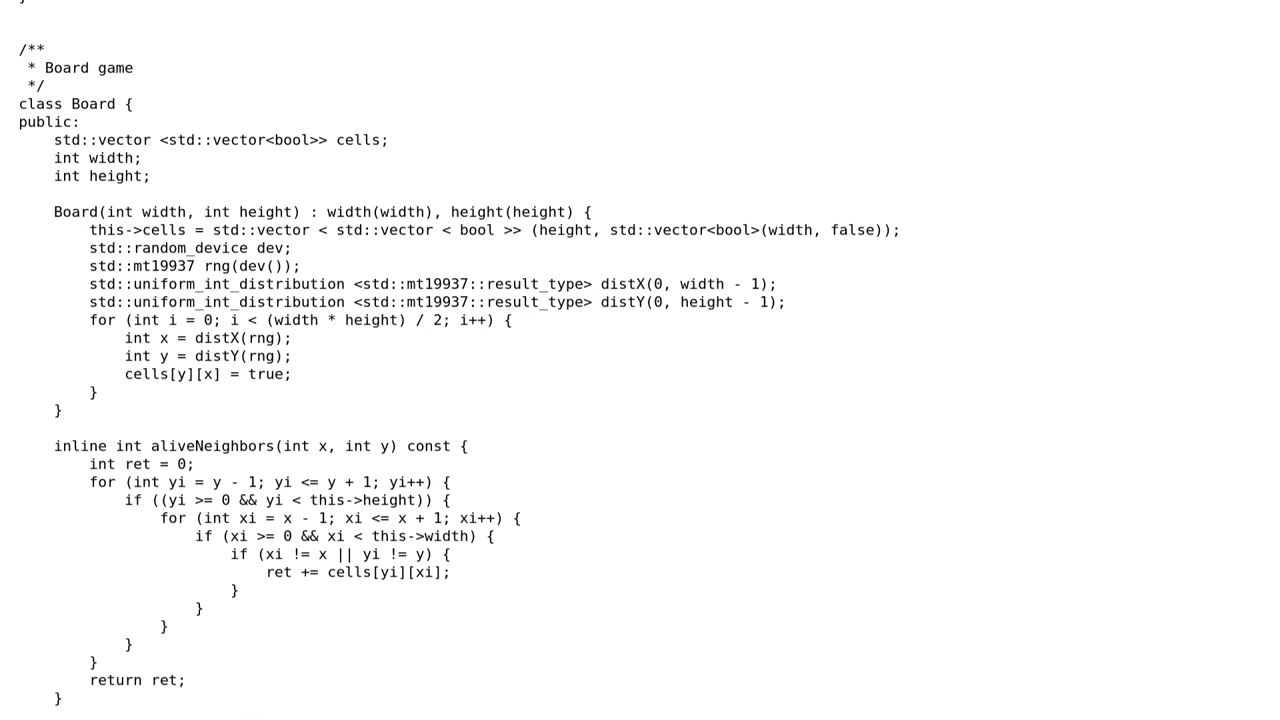 }
/**
 * Board game
 */
class Board {
public:
    std::vector <std::vector<bool>> cells;
    int width;
    int height;

    Board(int width, int height) : width(width), height(height) {
        this->cells = std::vector < std::vector < bool >> (height, std::vector<bool>(width, false));
        std::random_device dev;
        std::mt19937 rng(dev());
        std::uniform_int_distribution <std::mt19937::result_type> distX(0, width - 1);
        std::uniform_int_distribution <std::mt19937::result_type> distY(0, height - 1);
        for (int i = 0; i < (width * height) / 2; i++) {
            int x = distX(rng);
            int y = distY(rng);
            cells[y][x] = true;
        }
    }

    inline int aliveNeighbors(int x, int y) const {
        int ret = 0;
        for (int yi = y - 1; yi <= y + 1; yi++) {
            if ((yi >= 0 && yi < this->height)) {
                for (int xi = x - 1; xi <= x + 1; xi++) {
                    if (xi >= 0 && xi < this->width) {
                        if (xi != x || yi != y) {
                            ret += cells[yi][xi];
                        }
                    }
                }
            }
        }
        return ret;
    }